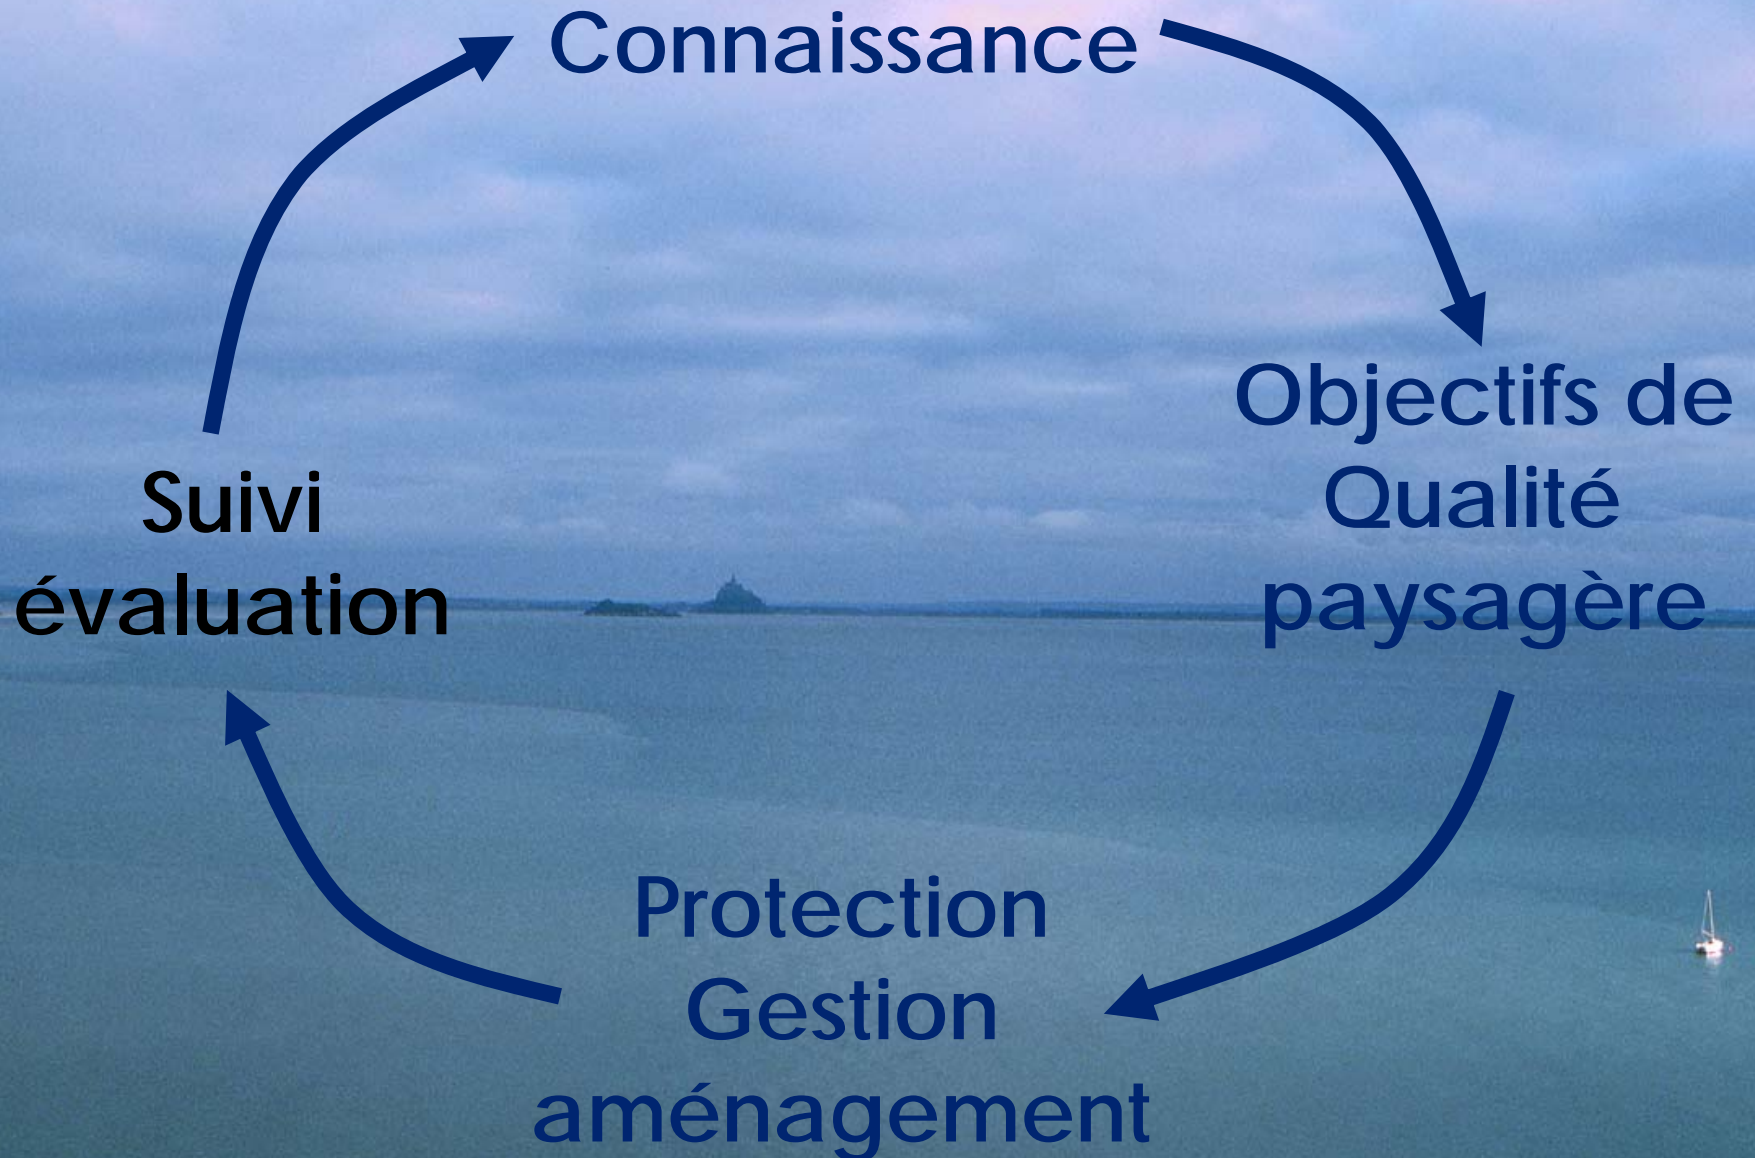 Connaissance
Objectifs de
Qualité
paysagère
Suivi
évaluation
Protection
Gestion
aménagement